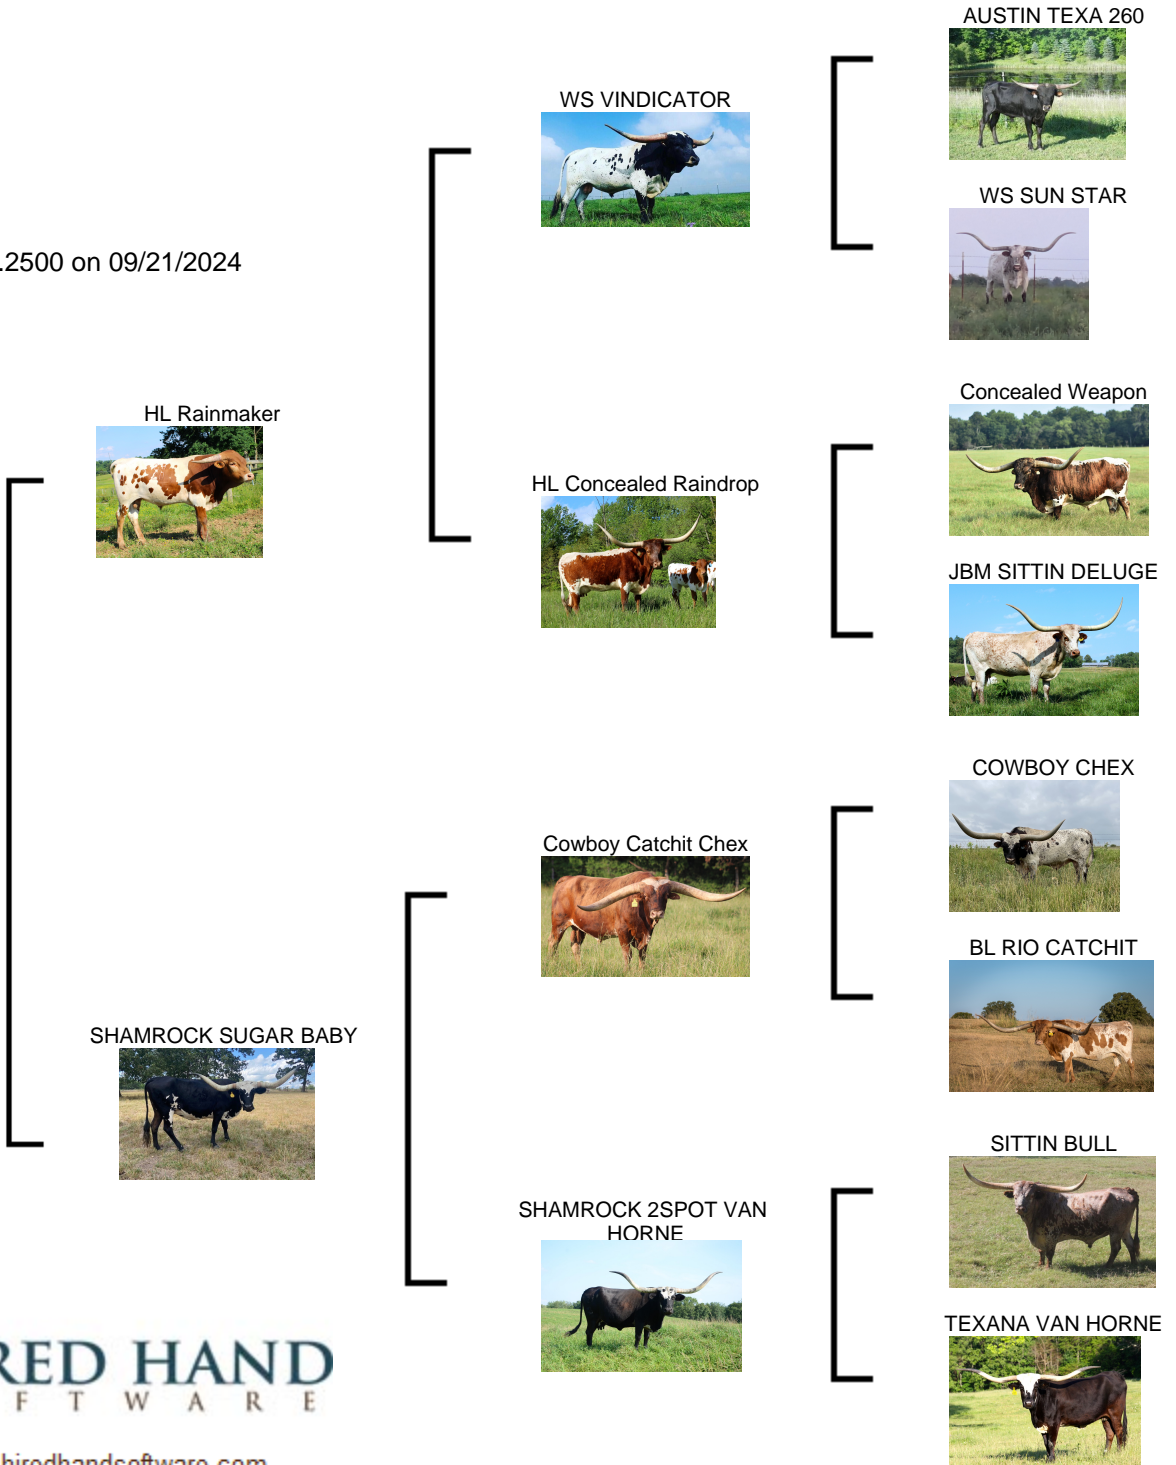 AUSTIN TEXA 260
WS VINDICATOR
WS SUN STAR
.2500 on 09/21/2024
Concealed Weapon
HL Rainmaker
HL Concealed Raindrop
JBM SITTIN DELUGE
COWBOY CHEX
Cowboy Catchit Chex
BL RIO CATCHIT
SHAMROCK SUGAR BABY
SITTIN BULL
SHAMROCK 2SPOT VAN
HORNE
TEXANA VAN HORNE
RED HAND
F T W A R E
hiredhandsoftware.com